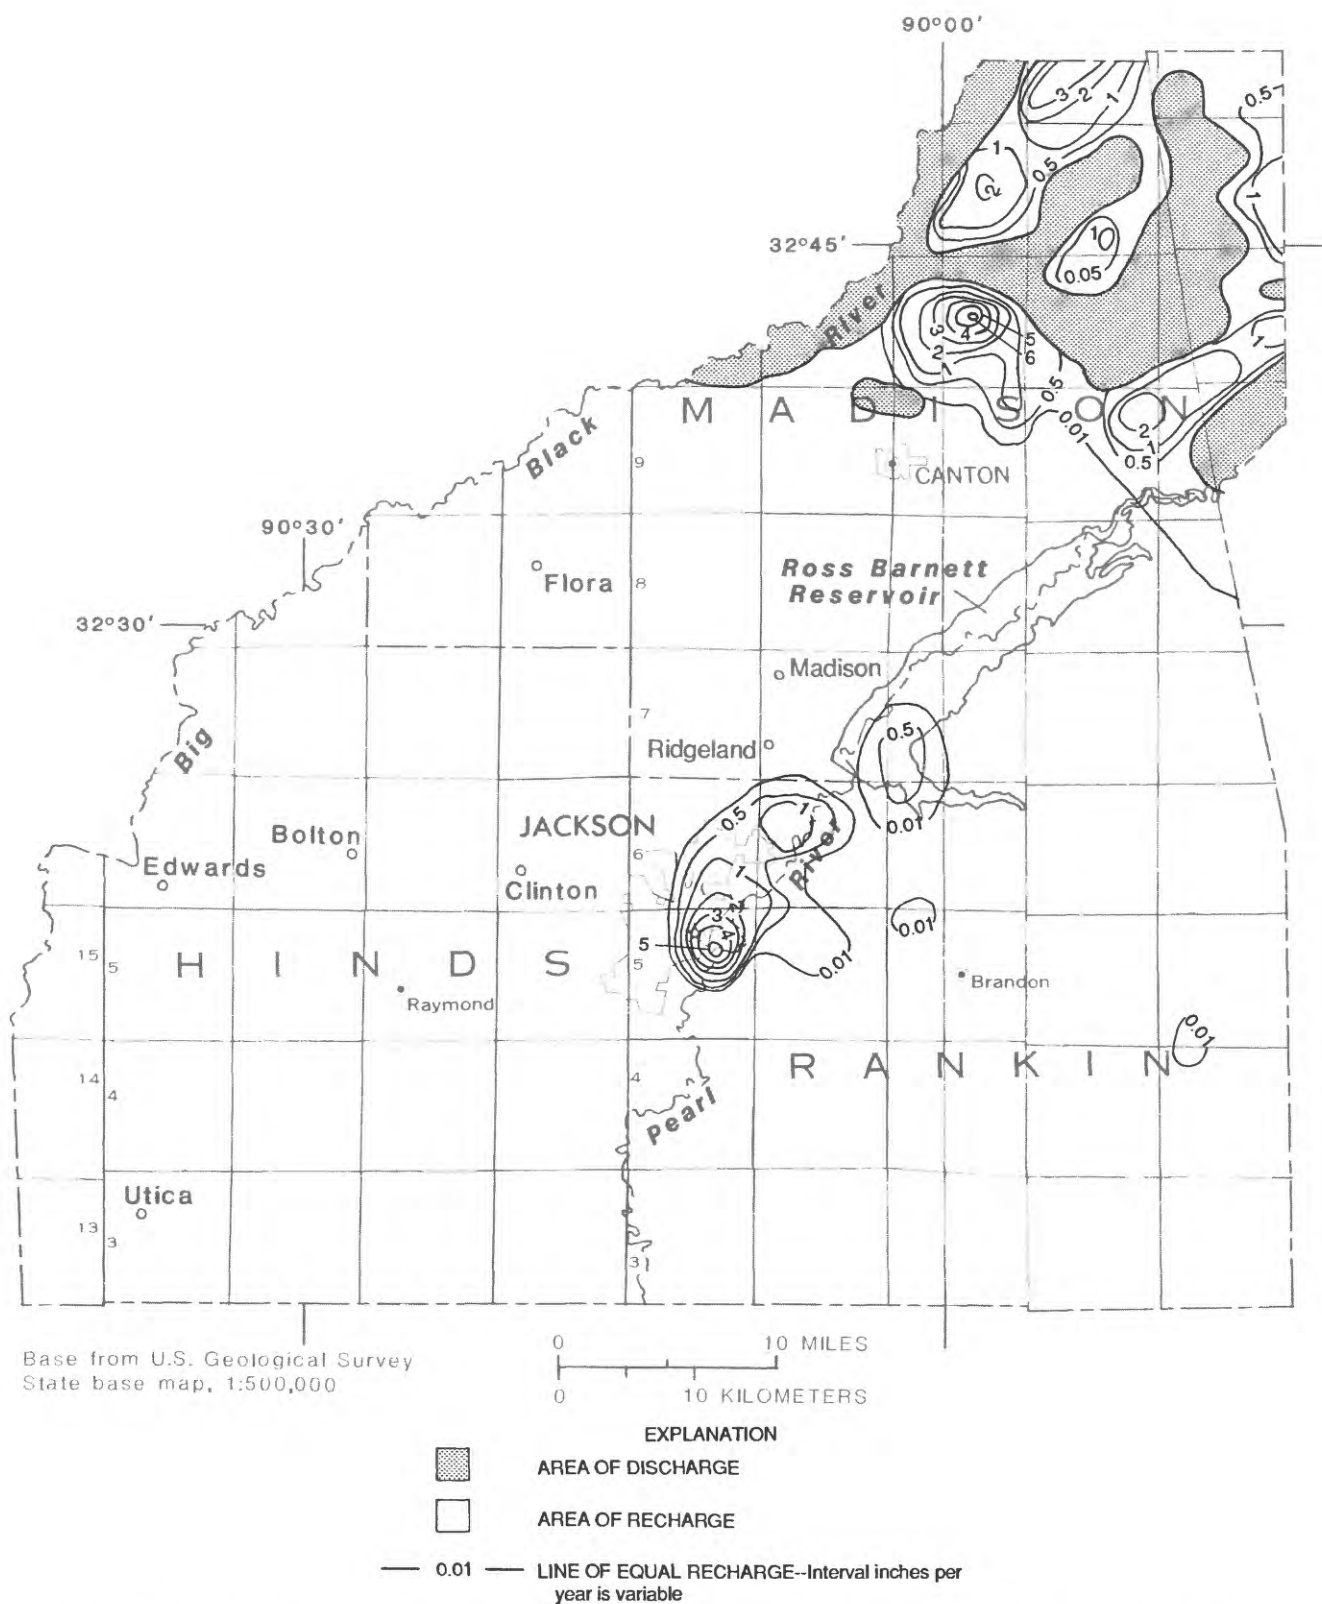 90°00'
3 2 1
0.5
1
0.5
2
1
1
32°45'
0.05
River
3
4
5
6
2
1
1
0.5
M A D I S O N
0.01
2
1
0.5
Black
9
CANTON
90°30'
Flora
8
Ross Barnett
Reservoir
32°30'
Madison
7
Big
0.5
Ridgeland
0.5
1
0.01
JACKSON
Bolton
6
River
Edwards
Clinton
1
0.01
3
2
4
5
15
5
H I N D S
5
0.01
Brandon
Raymond
0.01
R A N K I N
14
4
4
Pearl
Utica
13
3
3
0 10 MILES
Base from U.S. Geological Survey
State base map, 1:500,000
0 10 KILOMETERS
EXPLANATION
AREA OF DISCHARGE
AREA OF RECHARGE
0.01 LINE OF EQUAL RECHARGE--Interval inches per
year is variable